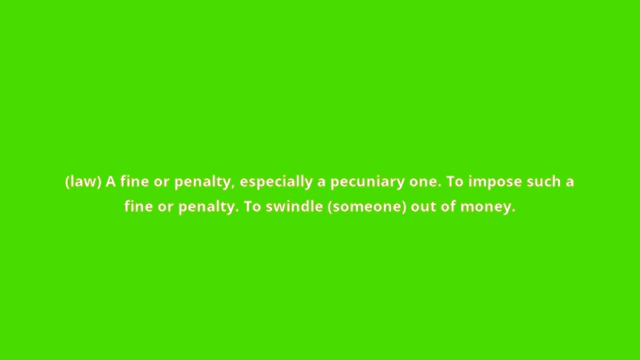 (law) A fine or penalty, especially a pecuniary one. To impose such a
fine or penalty. To swindle (someone) out of money.